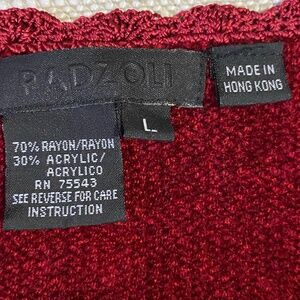 RADZOLI
L
MADE IN
HONG KONG
70% RAYON/RAYON
30% ACRYLIC/
ACRYLICO
RN 75543
SEE REVERSE FOR CARE
INSTRUCTION